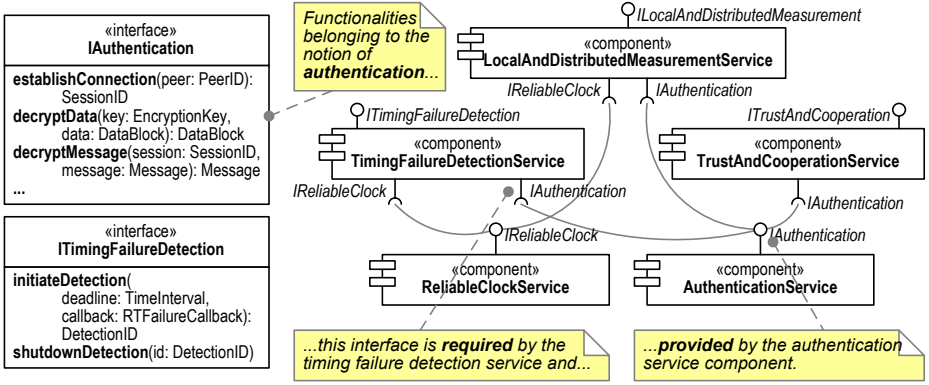 «interface»
IAuthentication
establishConnection(peer: PeerID):
SessionID
decryptData(key: EncryptionKey,
data: DataBlock): DataBlock
decryptMessage(session: SessionID,
message: Message): Message
...
«interface»
ITimingFailureDetection
initiateDetection(
deadline: TimeInterval,
callback: RTFailureCallback):
DetectionID
shutdownDetection(id: DetectionID)
Functionalities
belonging to the
notion of
authentication...
ILocalAndDistributedMeasurement
«component»
LocalAndDistributedMeasurementService
IReliableClock
IAuthentication
ITimingFailureDetection
«component»
TimingFailureDetectionService
IReliableClock
IAuthentication
ITrustAndCooperation
«component»
TrustAndCooperationService
IAuthentication
IReliableClock
«component»
ReliableClockService
IAuthentication
«component»
AuthenticationService
...this interface is required by the
timing failure detection service and...
...provided by the authentication
service component.